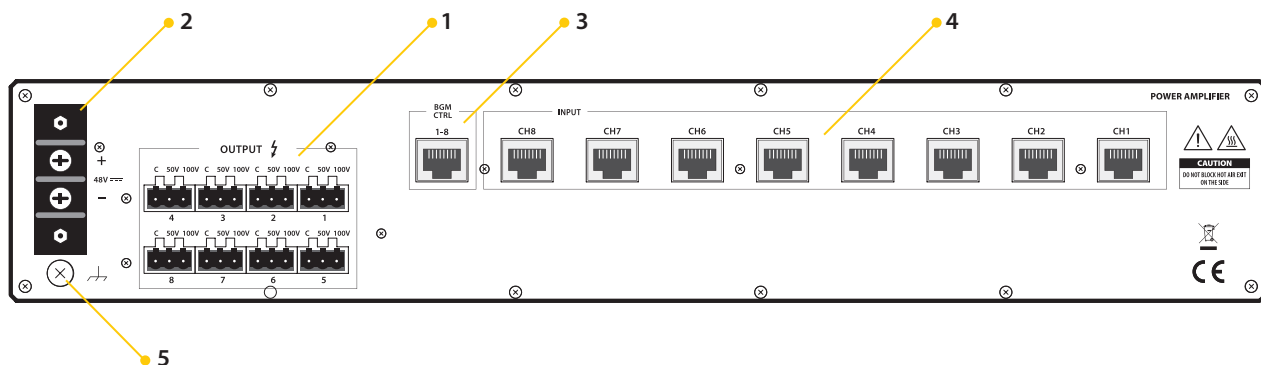 2
1
3
4
POWER AMPLIFIER
BGM
CTRL
1-8
INPUT
CH8 CH7 CH6 CH5 CH4 CH3 CH2 CH1
OUTPUT
+
48V
−
C 50V 100V C 50V 100V C 50V 100V C 50V 100V
4 3 2 1
C 50V 100V C 50V 100V C 50V 100V C 50V 100V
8 7 6 5
CAUTION
DO NOT BLOCK HOT AIR EXIT
ON THE SIDE
CE
5